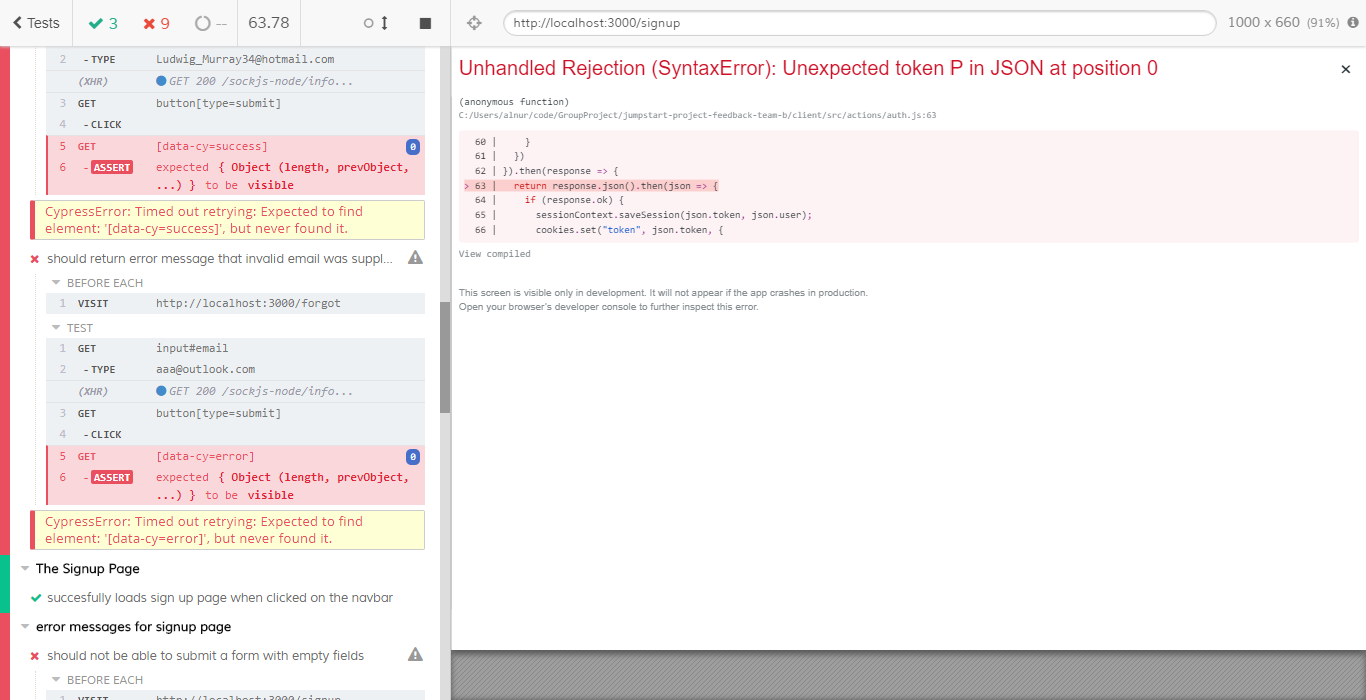 Tests
3
9
--
63.78
http://localhost:3000/signup
1000 x 660 (91%)
2 - TYPE Ludwig_Murray34@hotmail.com
(XHR) GET 200 /sockjs-node/info...
3 GET button[type=submit]
4 - CLICK
5 GET [data-cy=success] 0
6 - ASSERT expected { Object (length, prevObject,
...) } to be visible
CypressError: Timed out retrying: Expected to find
element: '[data-cy=success]', but never found it.
should return error message that invalid email was suppl...
BEFORE EACH
1 VISIT http://localhost:3000/forgot
TEST
1 GET input#email
2 - TYPE aaa@outlook.com
(XHR) GET 200 /sockjs-node/info...
3 GET button[type=submit]
4 - CLICK
5 GET [data-cy=error] 0
6 - ASSERT expected { Object (length, prevObject,
...) } to be visible
CypressError: Timed out retrying: Expected to find
element: '[data-cy=error]', but never found it.
The Signup Page
succesfully loads sign up page when clicked on the navbar
error messages for signup page
should not be able to submit a form with empty fields
BEFORE EACH
1 VISIT http://localhost:3000/signup
Unhandled Rejection (SyntaxError): Unexpected token P in JSON at position 0
×
(anonymous function)
C:/Users/alnur/code/GroupProject/jumpstart-project-feedback-team-b/client/src/actions/auth.js:63
60 | }
61 | })
62 | }).then(response => {
> 63 | return response.json().then(json => {
64 | if (response.ok) {
65 | sessionContext.saveSession(json.token, json.user);
66 | cookies.set("token", json.token, {
View compiled
This screen is visible only in development. It will not appear if the app crashes in production.
Open your browser's developer console to further inspect this error.